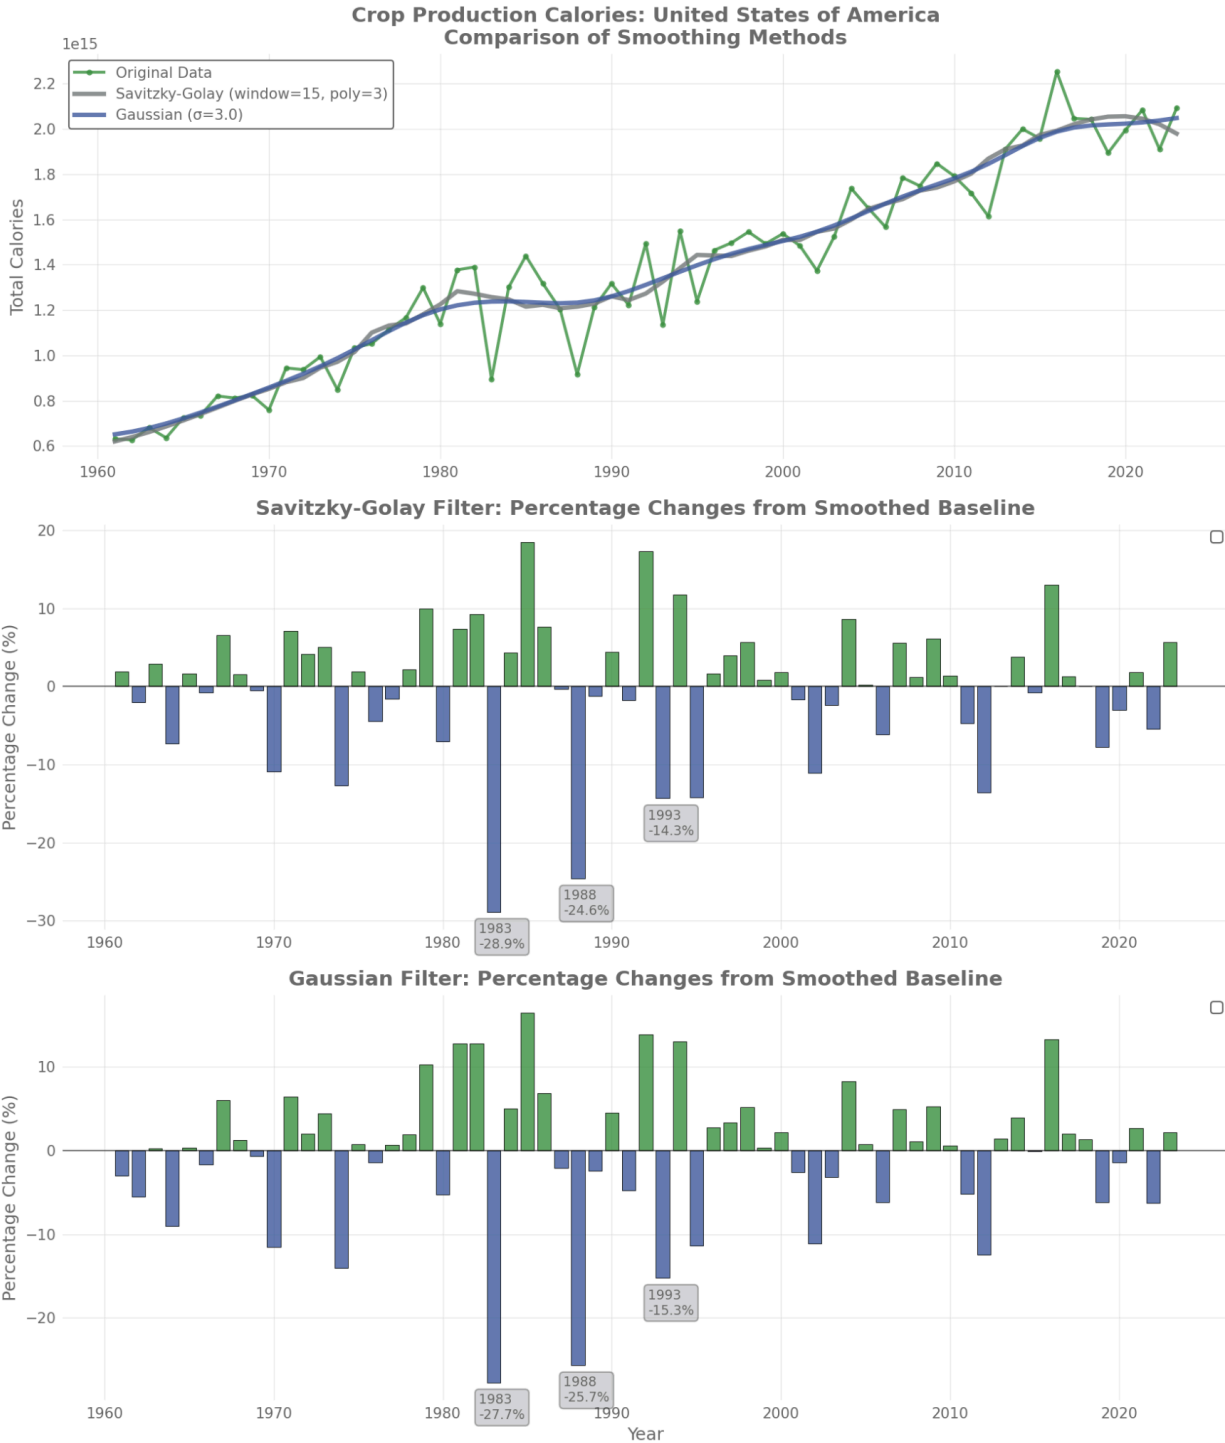 Crop Production Calories: United States of America
Comparison of Smoothing Methods
1e15
Original Data
Savitzky-Golay (window=15, poly=3)
Gaussian (σ=3.0)
Total Calories
2.2
2.0
1.8
1.6
1.4
1.2
1.0
0.8
0.6
1960 1970 1980 1990 2000 2010 2020
Savitzky-Golay Filter: Percentage Changes from Smoothed Baseline
Percentage Change (%)
20
10
0
−10
−20
−30
1993
-14.3%
1988
-24.6%
1983
-28.9%
1960 1970 1980 1990 2000 2010 2020
Gaussian Filter: Percentage Changes from Smoothed Baseline
Percentage Change (%)
10
0
−10
−20
1993
-15.3%
1988
-25.7%
1983
-27.7%
1960 1970 1980 1990 2000 2010 2020
Year